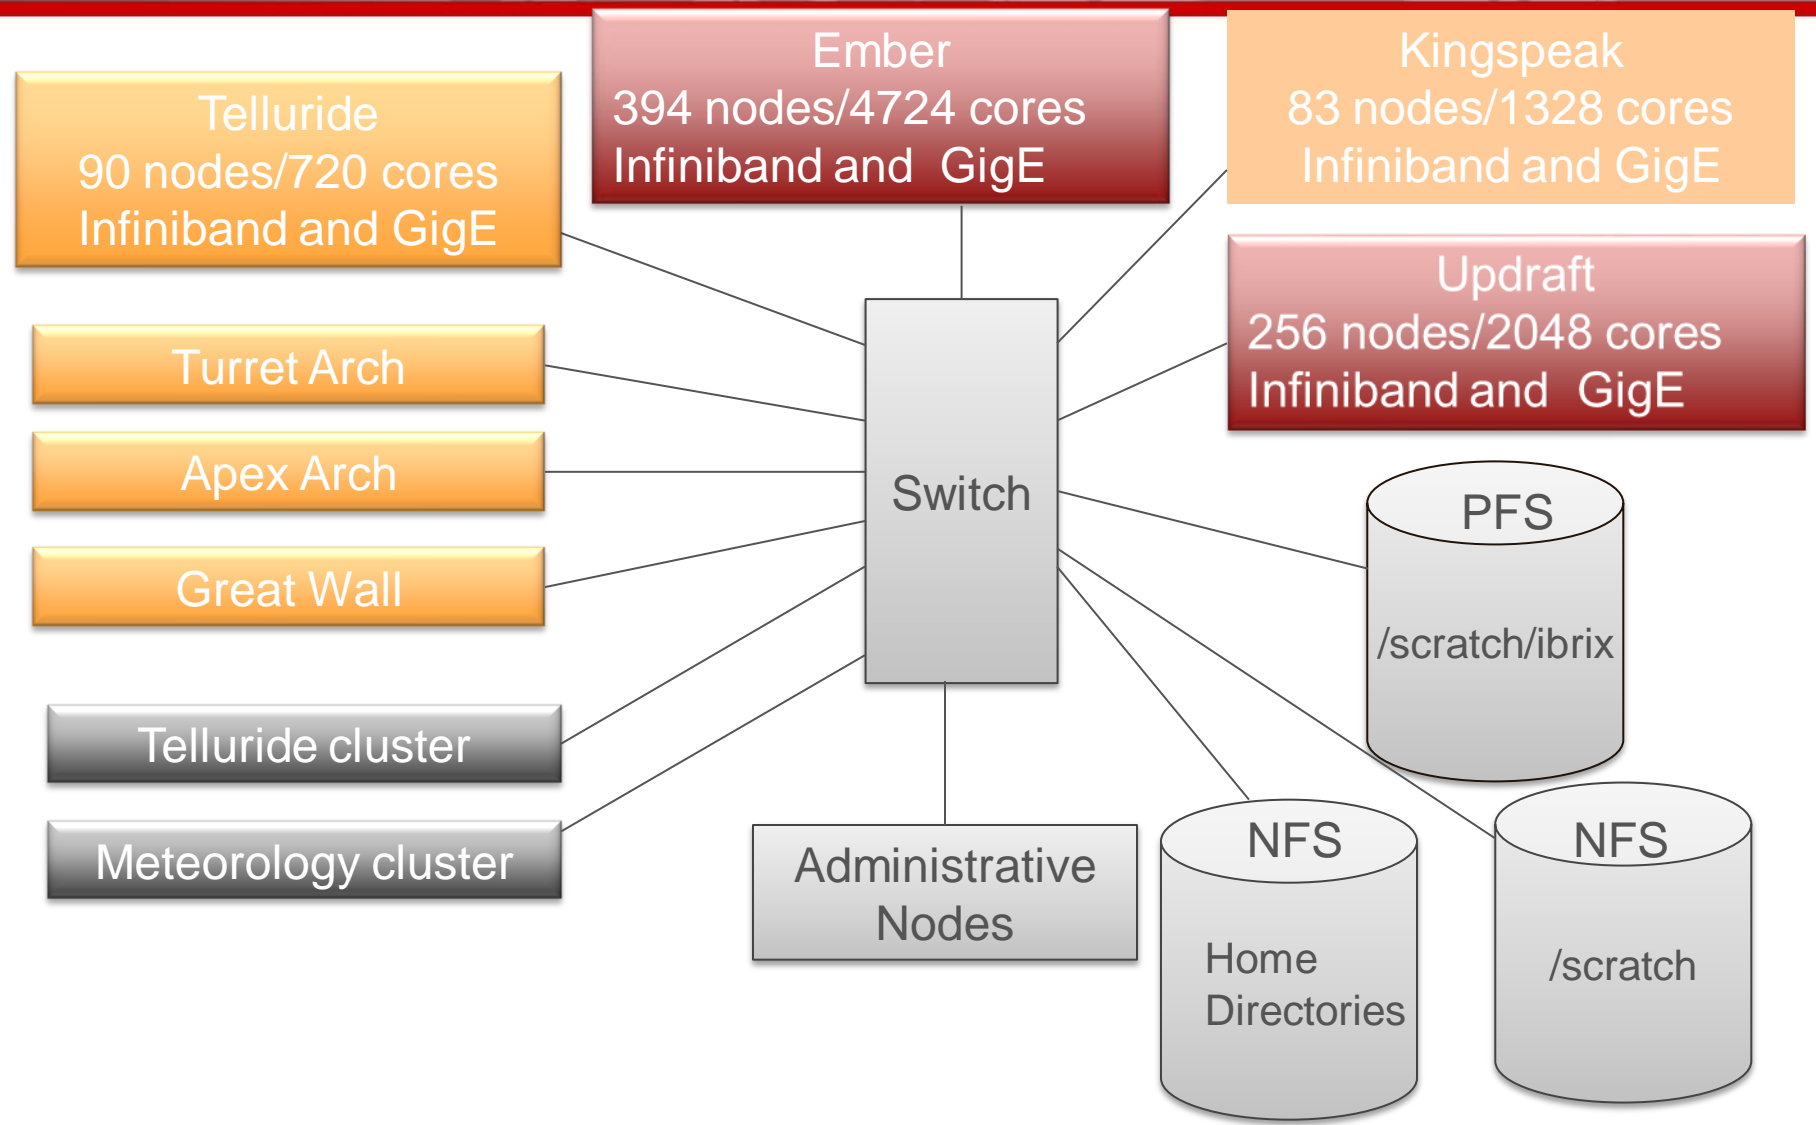 Ember
394 nodes/4724 cores
Infiniband and GigE
Kingspeak
83 nodes/1328 cores
Infiniband and GigE
Telluride
90 nodes/720 cores
Infiniband and GigE
Updraft
256 nodes/2048 cores
Infiniband and GigE
Turret Arch
Apex Arch
Great Wall
Switch
PFS
/scratch/ibrix
Telluride cluster
Meteorology cluster
Administrative
Nodes
NFS
Home
Directories
NFS
/scratch